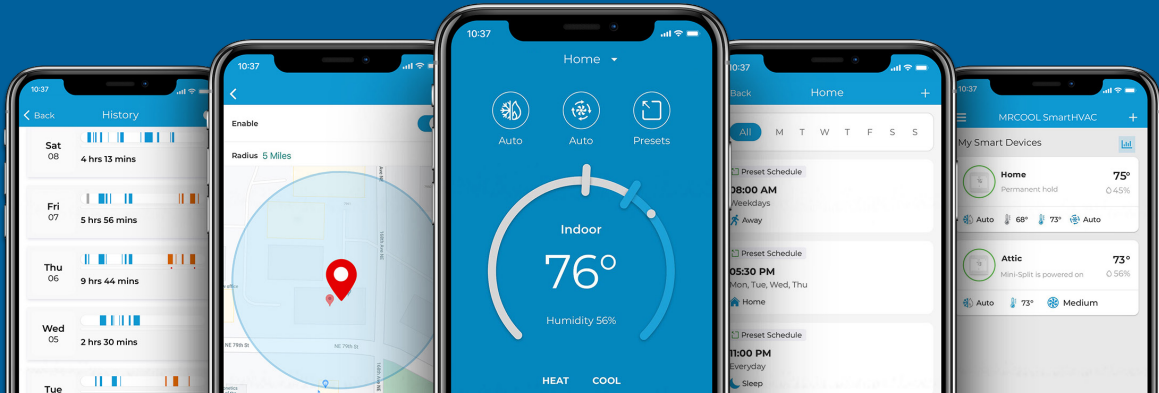 10:37
Back
History
Sat
08
4 hrs 13 mins
Fri
07
5 hrs 56 mins
Thu
06
9 hrs 44 mins
Wed
05
2 hrs 30 mins
Tue
10:37
Enable
Radius 5 Miles
NE 79th St
NE 79th St
10:37
Home
Auto
Auto
Presets
Indoor
76°
Humidity 56%
HEAT COOL
10:37
Back
Home
+
All M T W T F S S
Preset Schedule
08:00 AM
Weekdays
Away
Preset Schedule
05:30 PM
Mon, Tue, Wed, Thu
Home
Preset Schedule
11:00 PM
Everyday
Sleep
10:37
MRCOOL SmartHVAC
+
My Smart Devices
Home
75°
Permanent hold
45%
Auto 68° 73° Auto
Attic
73°
Mini-Split is powered on
56%
Auto 73° Medium